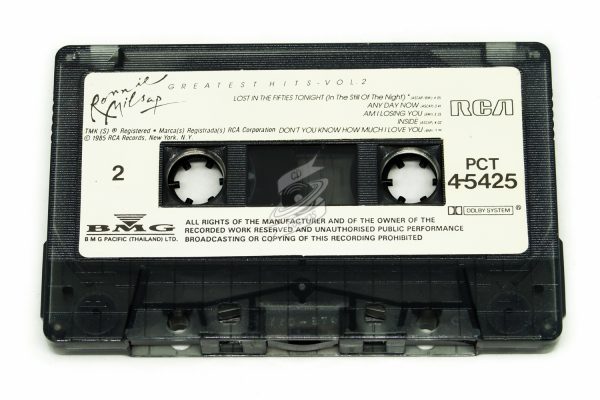 Ronnie Milsap
GREATEST HITS - VOL. 2
LOST IN THE FIFTIES TONIGHT (In The Still Of The Night)*
ANY DAY NOW
AM I LOSING YOU
INSIDE
DON'T YOU KNOW HOW MUCH I LOVE YOU
RCA
TMK (S) ® Registered • Marca(s) Registrada(s) RCA Corporation
© 1985 RCA Records, New York, N.Y.
2
PCT
4-5425
BMG
BMG PACIFIC (THAILAND) LTD.
ALL RIGHTS OF THE MANUFACTURER AND OF THE OWNER OF THE
RECORDED WORK RESERVED AND UNAUTHORISED PUBLIC PERFORMANCE
BROADCASTING OR COPYING OF THIS RECORDING PROHIBITED
DOLBY SYSTEM ®